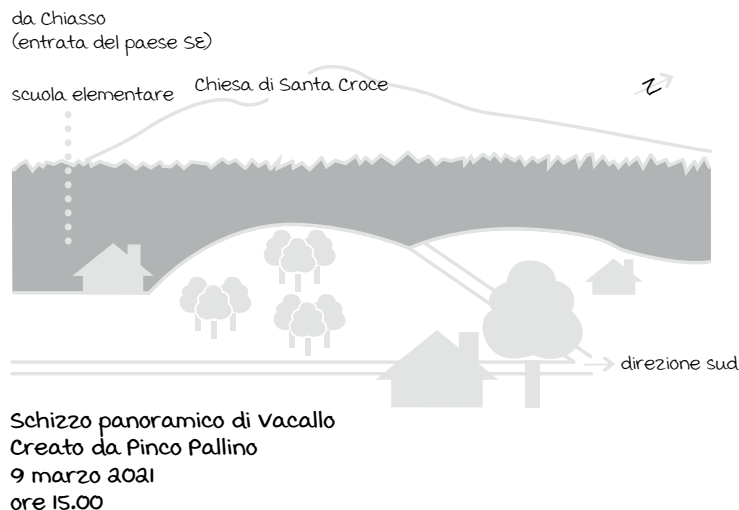 da Chiasso
(entrata del paese SE)
scuola elementare
Chiesa di Santa Croce
N
direzione sud
Schizzo panoramico di Vacallo
Creato da Pinco Pallino
9 marzo 2021
ore 15.00